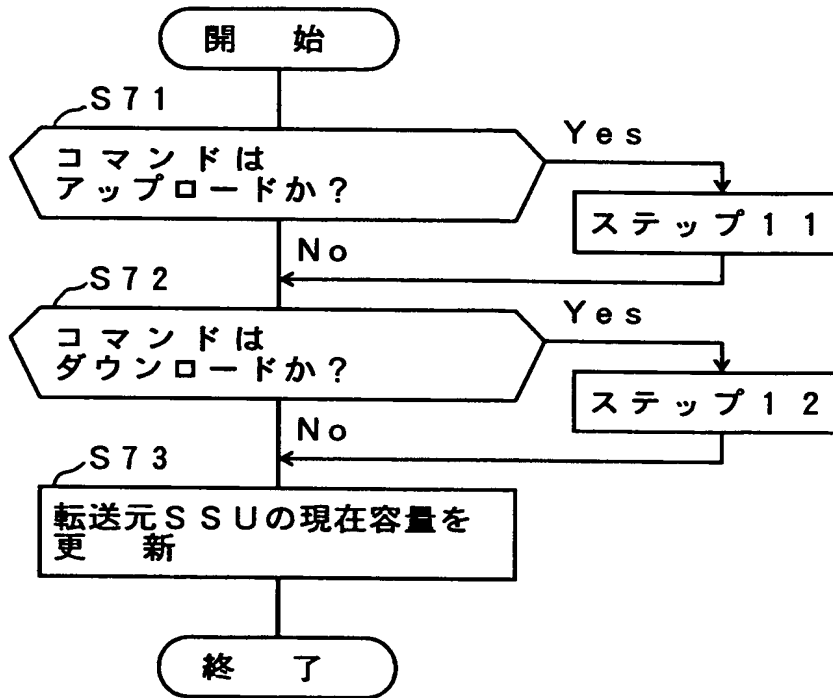 開 始
S71
コマンドは
アップロードか?
Yes
ステップ11
No
S72
コマンドは
ダウンロードか?
Yes
ステップ12
No
S73
転送元SSUの現在容量を
更 新
終 了